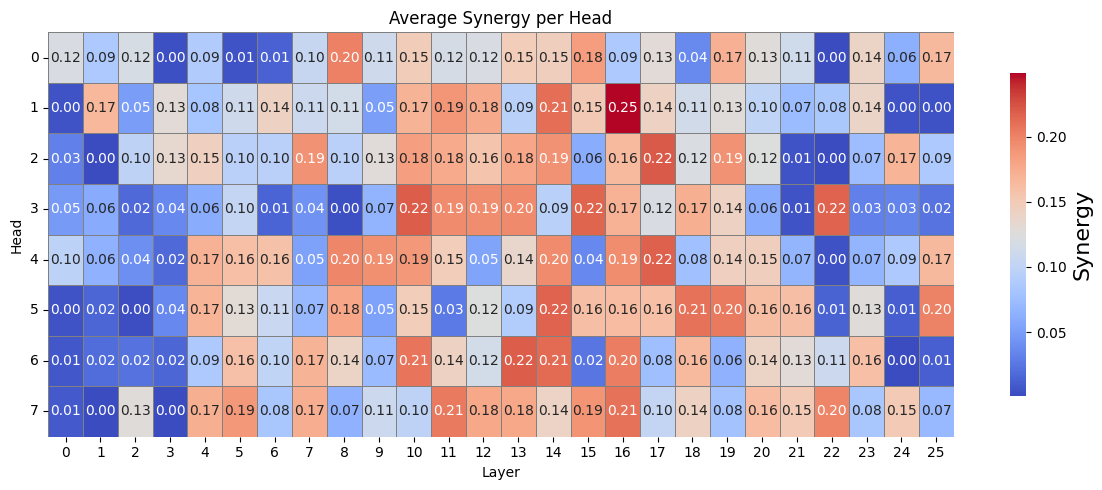 Average Synergy per Head
0 0.12 0.09 0.12 0.00 0.09 0.01 0.01 0.10 0.20 0.11 0.15 0.12 0.12 0.15 0.15 0.18 0.09 0.13 0.04 0.17 0.13 0.11 0.00 0.14 0.06 0.17
1 0.00 0.17 0.05 0.13 0.08 0.11 0.14 0.11 0.11 0.05 0.17 0.19 0.18 0.09 0.21 0.15 0.25 0.14 0.11 0.13 0.10 0.07 0.08 0.14 0.00 0.00
2 0.03 0.00 0.10 0.13 0.15 0.10 0.10 0.19 0.10 0.13 0.18 0.18 0.16 0.18 0.19 0.06 0.16 0.22 0.12 0.19 0.12 0.01 0.00 0.07 0.17 0.09
3 0.05 0.06 0.02 0.04 0.06 0.10 0.01 0.04 0.00 0.07 0.22 0.19 0.19 0.20 0.09 0.22 0.17 0.12 0.17 0.14 0.06 0.01 0.22 0.03 0.03 0.02
4 0.10 0.06 0.04 0.02 0.17 0.16 0.16 0.05 0.20 0.19 0.19 0.15 0.05 0.14 0.20 0.04 0.19 0.22 0.08 0.14 0.15 0.07 0.00 0.07 0.09 0.17
5 0.00 0.02 0.00 0.04 0.17 0.13 0.11 0.07 0.18 0.05 0.15 0.03 0.12 0.09 0.22 0.16 0.16 0.16 0.21 0.20 0.16 0.16 0.01 0.13 0.01 0.20
6 0.01 0.02 0.02 0.02 0.09 0.16 0.10 0.17 0.14 0.07 0.21 0.14 0.12 0.22 0.21 0.02 0.20 0.08 0.16 0.06 0.14 0.13 0.11 0.16 0.00 0.01
7 0.01 0.00 0.13 0.00 0.17 0.19 0.08 0.17 0.07 0.11 0.10 0.21 0.18 0.18 0.14 0.19 0.21 0.10 0.14 0.08 0.16 0.15 0.20 0.08 0.15 0.07
0 1 2 3 4 5 6 7 8 9 10 11 12 13 14 15 16 17 18 19 20 21 22 23 24 25
Layer
Head
0.20
0.15
0.10
0.05
Synergy